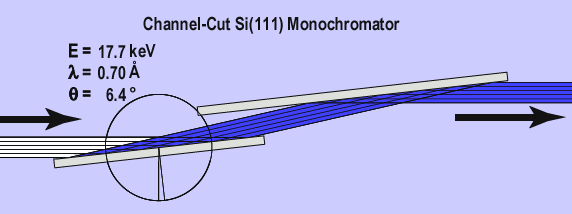 Channel-Cut Si(111) Monochromator
E = 17.7 keV
λ = 0.70 Å
θ = 6.4 °